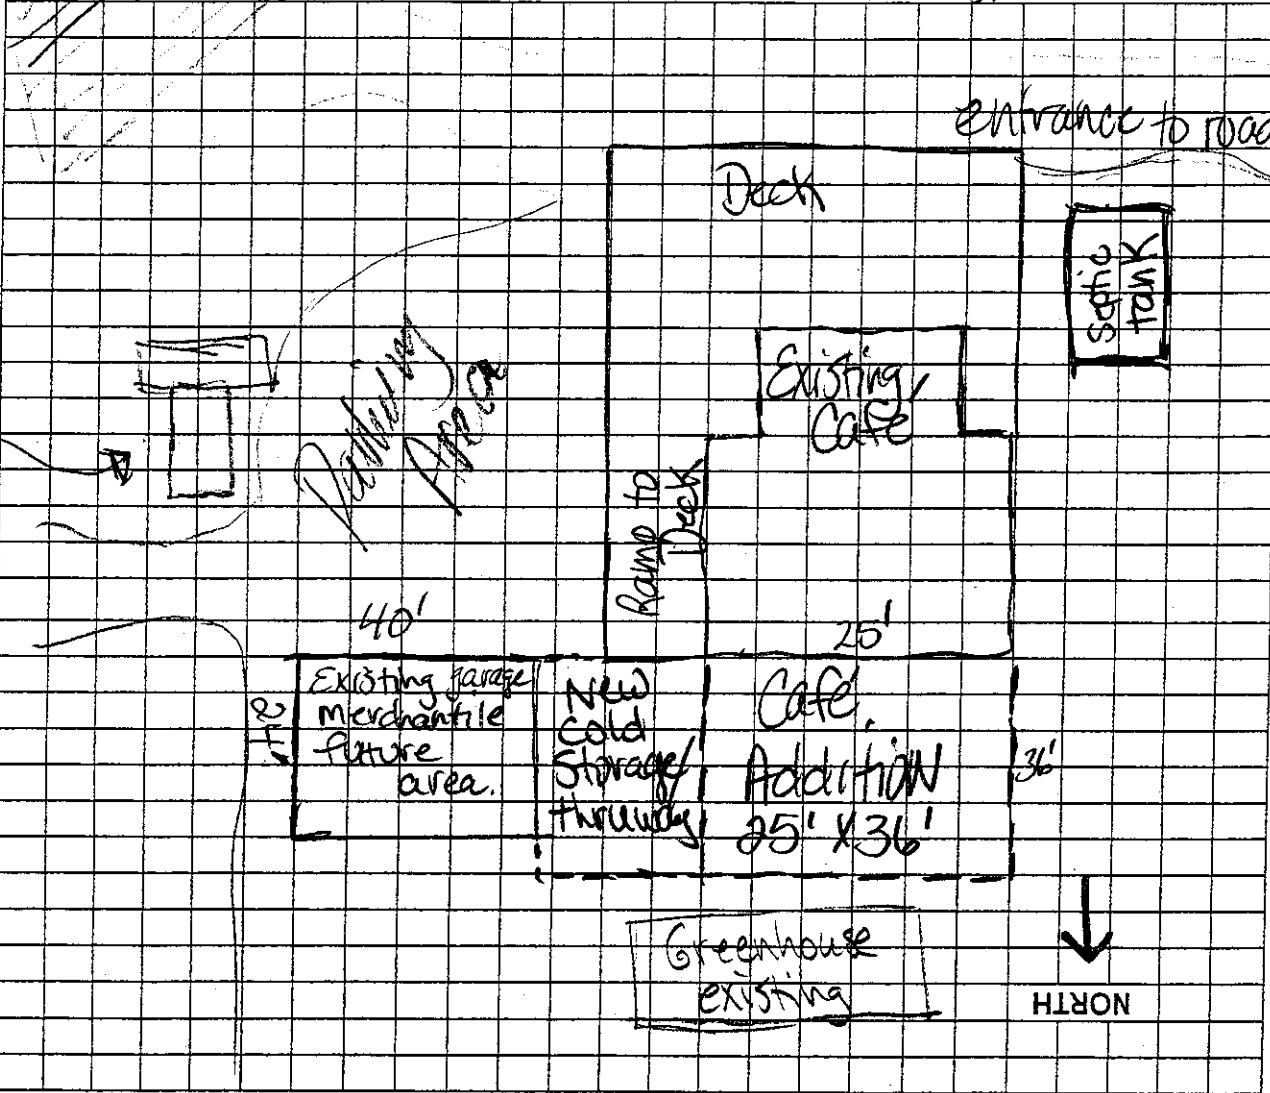 entrance to road
Deck
Septic
tank
Existing
Cafe
Parking
Area
Ramp to
Deck
40'
25'
Existing garage
merchantile
future
area.
New
Cold
Storage/
thruway
Café
Addition
25' X 36'
36'
Greenhouse
existing
NORTH